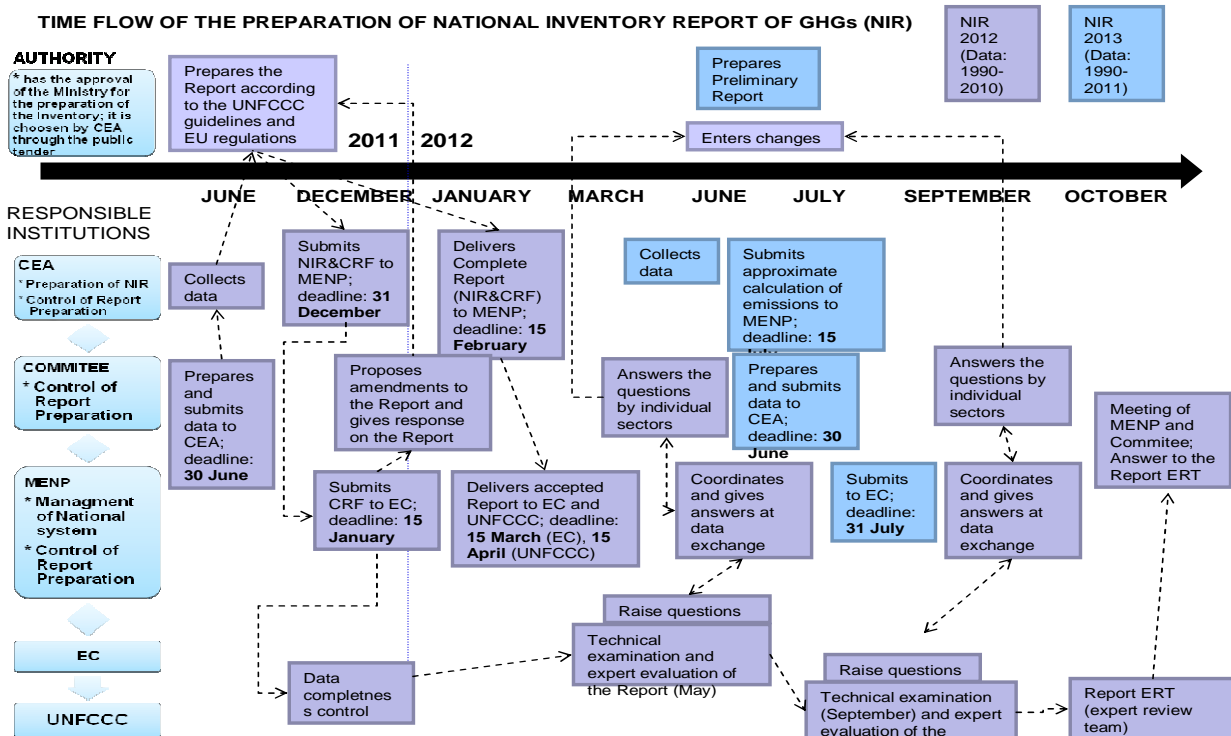 TIME FLOW OF THE PREPARATION OF NATIONAL INVENTORY REPORT OF GHGs (NIR)
NIR
2012
(Data:
1990-
2010)
NIR
2013
(Data:
1990-
2011)
AUTHORITY
* has the approval
of the Ministry for
the preparation of
the Inventory; it is
choosen by CEA
through the public
tender
Prepares the
Report according
to the UNFCCC
guidelines and
EU regulations
Prepares
Preliminary
Report
Enters changes
2011 2012
JUNE DECEMBER JANUARY MARCH JUNE JULY SEPTEMBER OCTOBER
RESPONSIBLE
INSTITUTIONS
CEA
* Preparation of NIR
* Control of Report
Preparation
Collects data
Submits
NIR&CRF to
MENP;
deadline: 31
December
Delivers
Complete
Report
(NIR&CRF)
to MENP;
deadline: 15
February
Collects
data
Submits
approximate
calculation of
emissions to
MENP;
deadline: 15
July
COMMITEE
* Control of
Report
Preparation
Prepares
and
submits
data to
CEA;
deadline:
30 June
Proposes
amendments to
the Report and
gives response
on the Report
Answers the
questions
by individual
sectors
Prepares
and submits
data to
CEA;
deadline: 30
June
Answers the
questions by
individual
sectors
Meeting of
MENP and
Commitee;
Answer to the
Report ERT
MENP
* Managment
of National
system
* Control of
Report
Preparation
Submits
CRF to EC;
deadline: 15
January
Delivers accepted
Report to EC and
UNFCCC; deadline:
15 March (EC), 15
April (UNFCCC)
Coordinates
and gives
answers at
data
exchange
Submits
to EC;
deadline:
31 July
Coordinates
and gives
answers at
data
exchange
EC
UNFCCC
Data
completnes
s control
Raise questions
Technical
examination and
expert evaluation of
the Report (May)
Raise questions
Technical examination
(September) and expert
evaluation of the
Report ERT
(expert review
team)